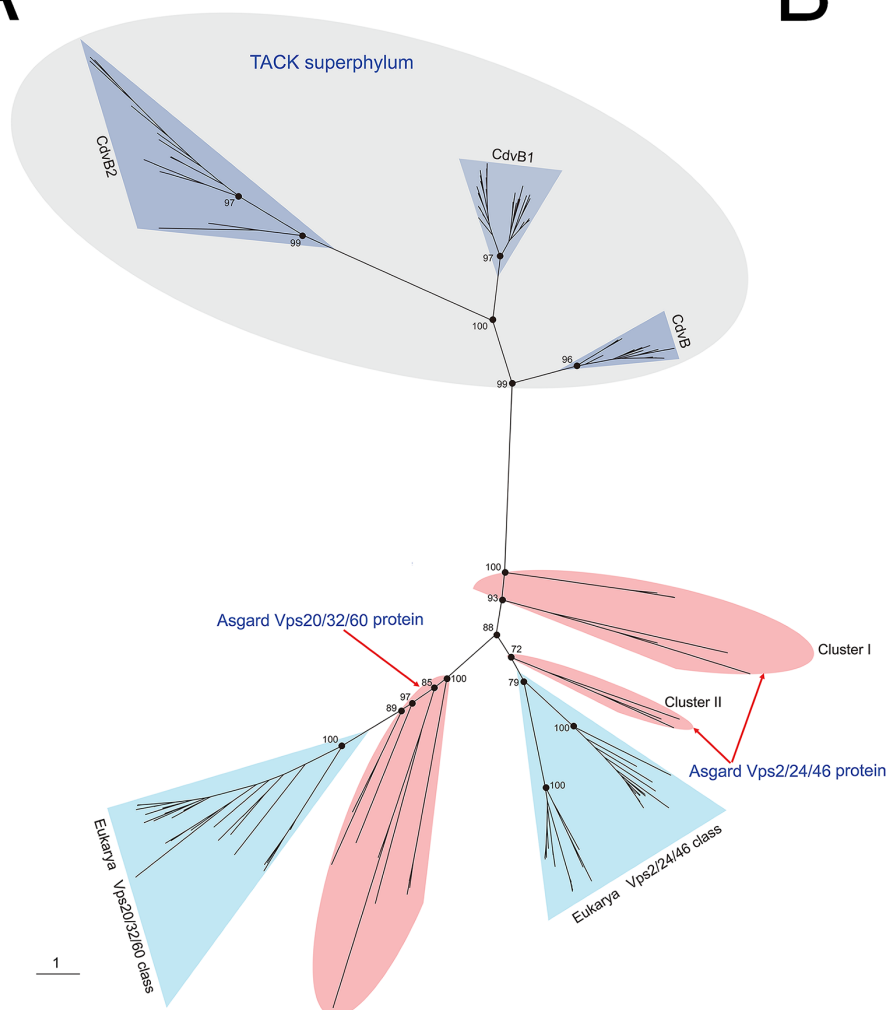 A
B
TACK superphylum
CdvB2
CdvB1
97
97
99
100
CdvB
96
99
100
93
Asgard Vps20/32/60 protein
88
72
Cluster I
85
100
79
97
89
Cluster II
100
100
Asgard Vps2/24/46 protein
100
Eukarya Vps20/32/60 class
Eukarya Vps2/24/46 class
1